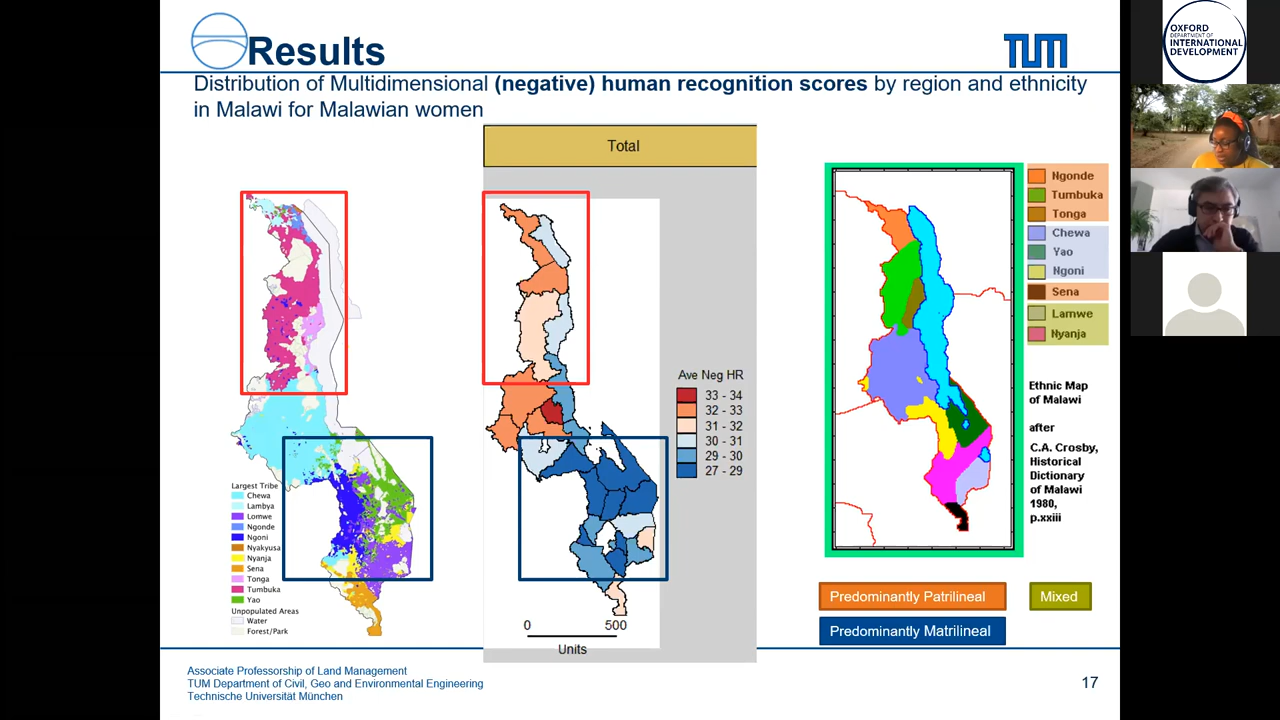 Results
TUM
Distribution of Multidimensional (negative) human recognition scores by region and ethnicity
in Malawi for Malawian women
Total
Largest Tribe
Chewa
Lambya
Lomwe
Ngonde
Ngoni
Nyakyusa
Nyanja
Sena
Tonga
Tumbuka
Yao
Unpopulated Areas
Water
Forest/Park
Ave Neg HR
33 - 34
32 - 33
31 - 32
30 - 31
29 - 30
27 - 29
0 500
Units
Ngonde
Tumbuka
Tonga
Chewa
Yao
Ngoni
Sena
Lamwe
Nyanja
Ethnic Map
of Malawi
after
C.A. Crosby,
Historical
Dictionary
of Malawi
1980,
p.xxiii
Predominantly Patrilineal
Mixed
Predominantly Matrilineal
Associate Professorship of Land Management
TUM Department of Civil, Geo and Environmental Engineering
Technische Universität München
17
OXFORD
DEPARTMENT OF
INTERNATIONAL
DEVELOPMENT